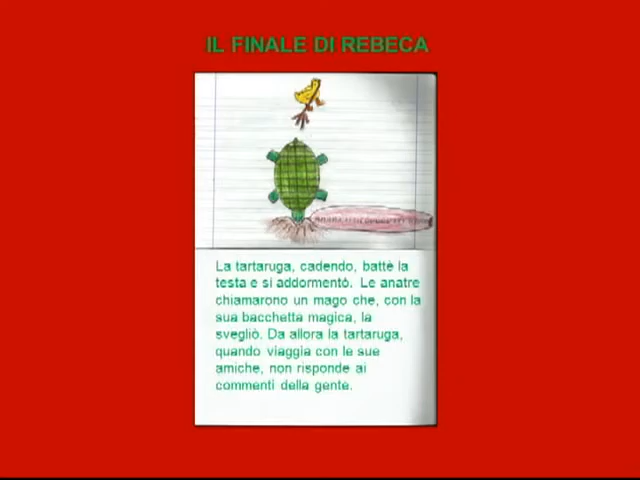 IL FINALE DI REBECA
La tartaruga, cadendo, battè la
testa e si addormentò. Le anatre
chiamarono un mago che, con la
sua bacchetta magica, la
svegliò. Da allora la tartaruga,
quando viaggia con le sue
amiche, non risponde ai
commenti della gente.